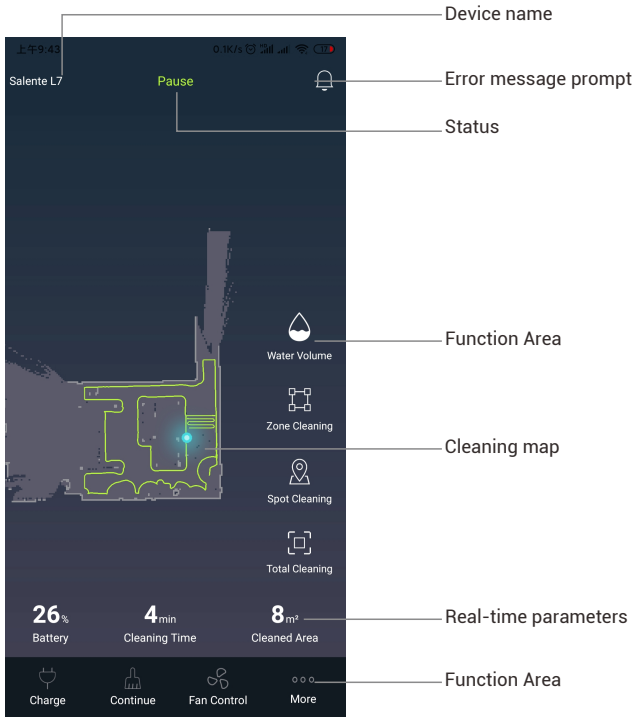 Device name
上午9:43
0.1K/s
Salente L7
Pause
Error message prompt
Status
Water Volume
Function Area
Zone Cleaning
Cleaning map
Spot Cleaning
Total Cleaning
26% 4min 8m²
Real-time parameters
Battery Cleaning Time Cleaned Area
Function Area
Charge Continue Fan Control More